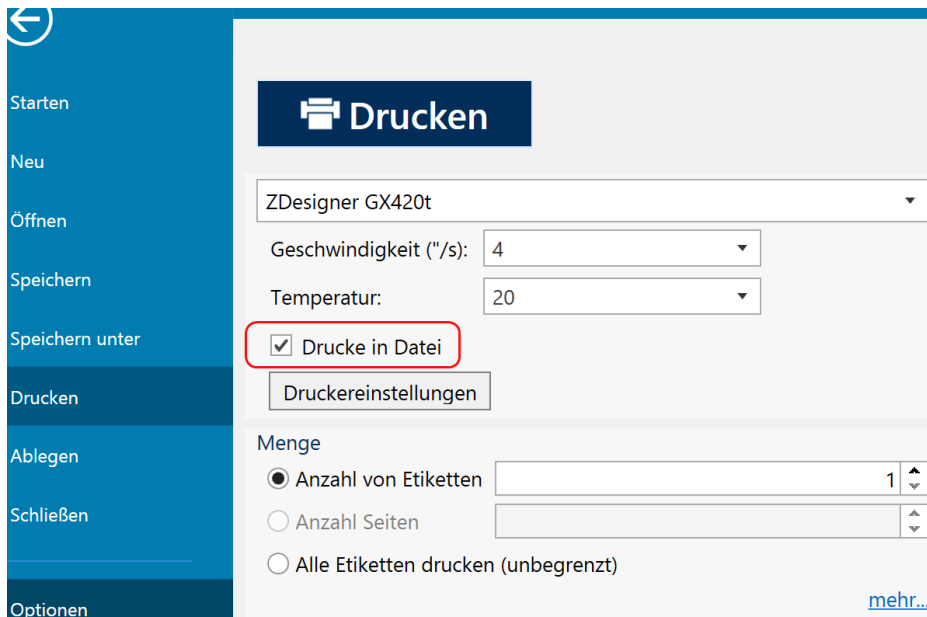 Starten
Neu
Öffnen
Speichern
Speichern unter
Drucken
Ablegen
Schließen
Optionen
Drucken
ZDesigner GX420t
Geschwindigkeit ("/s): 4
Temperatur: 20
Drucke in Datei
Druckereinstellungen
Menge
Anzahl von Etiketten 1
Anzahl Seiten
Alle Etiketten drucken (unbegrenzt)
mehr...